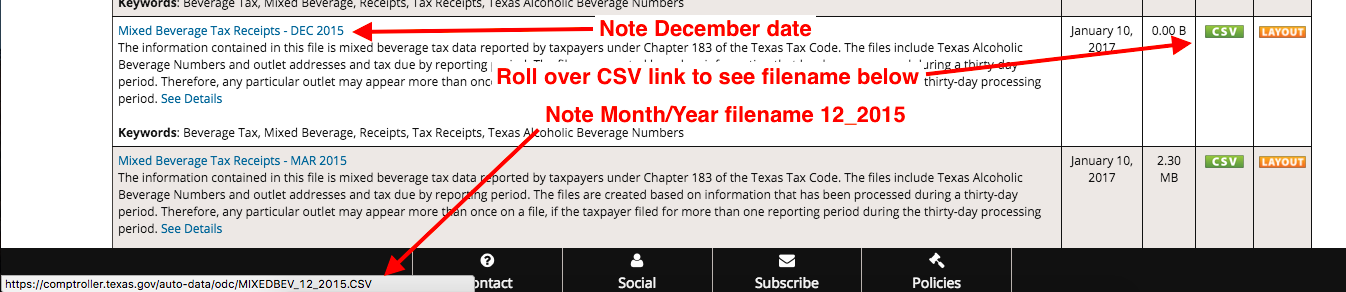 Keywords: Beverage Tax, Mixed Beverage, Receipts, Tax Receipts, Texas Alcoholic Beverage Numbers
Mixed Beverage Tax Receipts - DEC 2015
Note December date
January 10, 2017
0.00 B
CSV
LAYOUT
The information contained in this file is mixed beverage tax data reported by taxpayers under Chapter 183 of the Texas Tax Code. The files include Texas Alcoholic
Beverage Numbers and outlet addresses and tax due by reporting during a thirty-day
Roll over CSV link to see filename below
period. Therefore, any particular outlet may appear more than once the thirty-day processing
period. See Details
Note Month/Year filename 12_2015
Keywords: Beverage Tax, Mixed Beverage, Receipts, Tax Receipts, Texas Alcoholic Beverage Numbers
Mixed Beverage Tax Receipts - MAR 2015
January 10, 2017
2.30 MB
CSV
LAYOUT
The information contained in this file is mixed beverage tax data reported by taxpayers under Chapter 183 of the Texas Tax Code. The files include Texas Alcoholic
Beverage Numbers and outlet addresses and tax due by reporting period. The files are created based on information that has been processed during a thirty-day
period. Therefore, any particular outlet may appear more than once on a file, if the taxpayer filed for more than one reporting period during the thirty-day processing
period. See Details
https://comptroller.texas.gov/auto-data/odc/MIXEDBEV_12_2015.CSV
ontact
Social
Subscribe
Policies